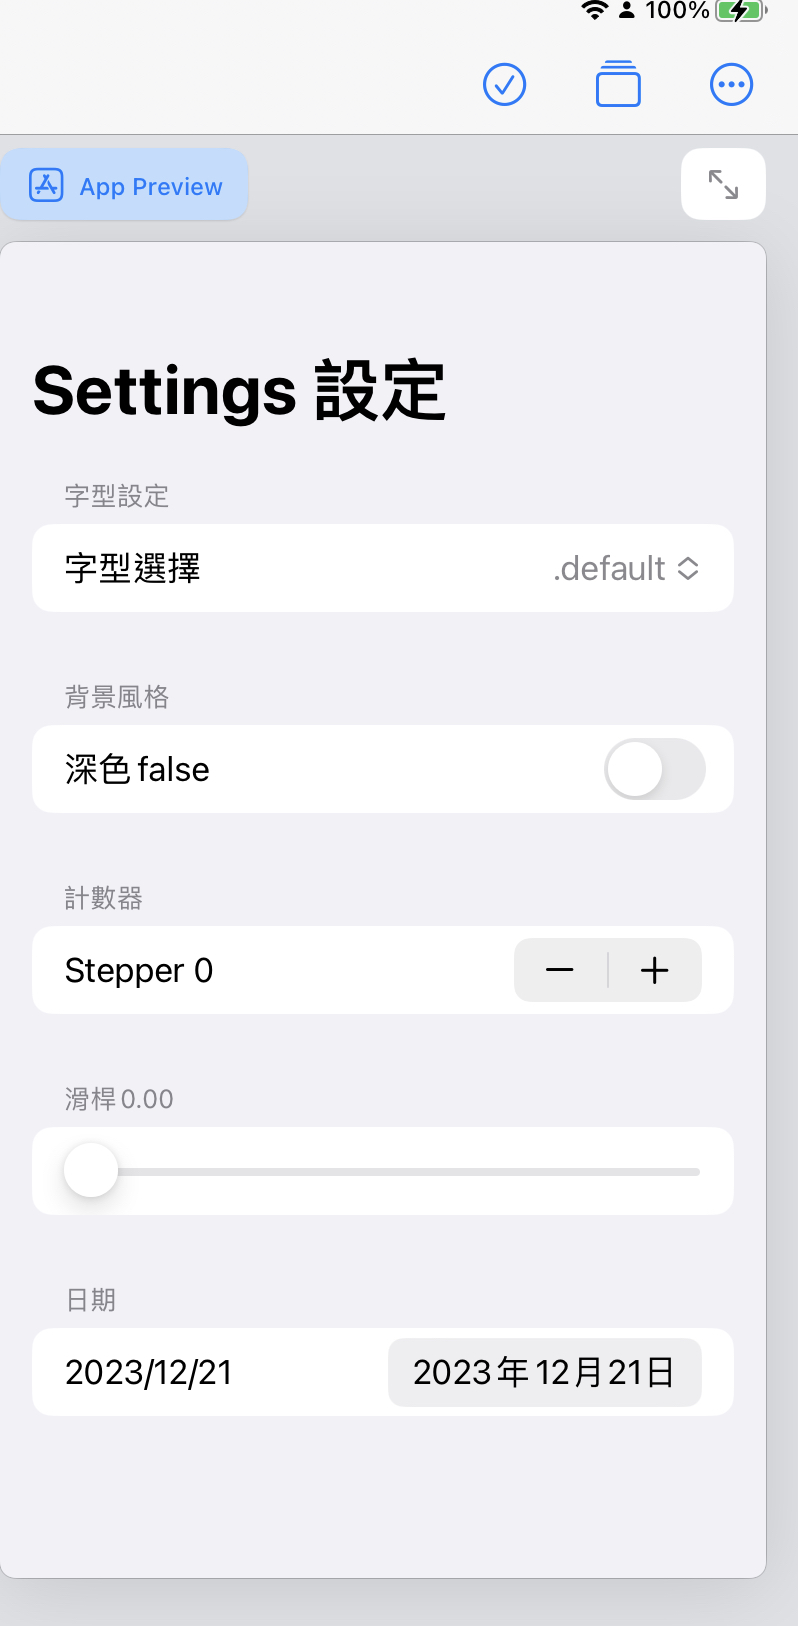 100%
App Preview
Settings 設定
字型設定
字型選擇 .default
背景風格
深色 false
計數器
Stepper 0
滑桿 0.00
日期
2023/12/21 2023年12月21日